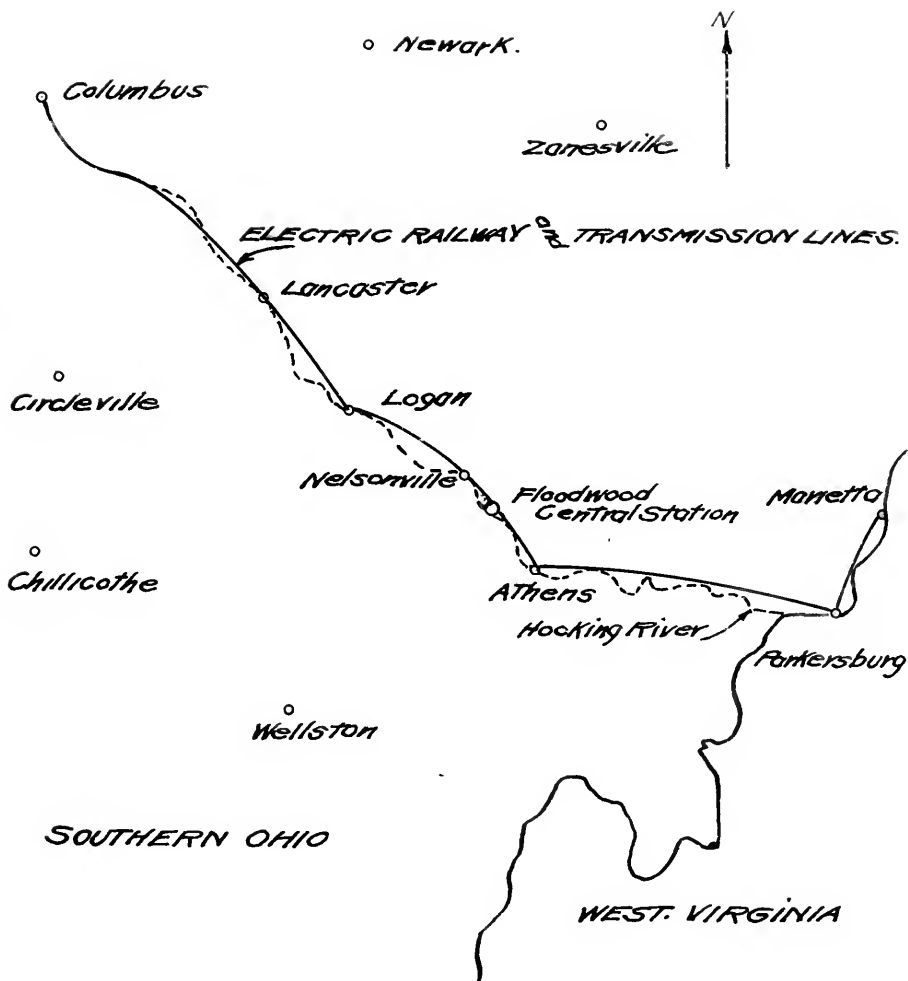 N
Newark.
Columbus
Zanesville
ELECTRIC RAILWAY and TRANSMISSION LINES.
Lancaster
Circleville
Logan
Nelsonville
Floodwood
Central Station
Marietta
Chillicothe
Athens
Hocking River
Parkersburg
Wellston
SOUTHERN OHIO
WEST. VIRGINIA